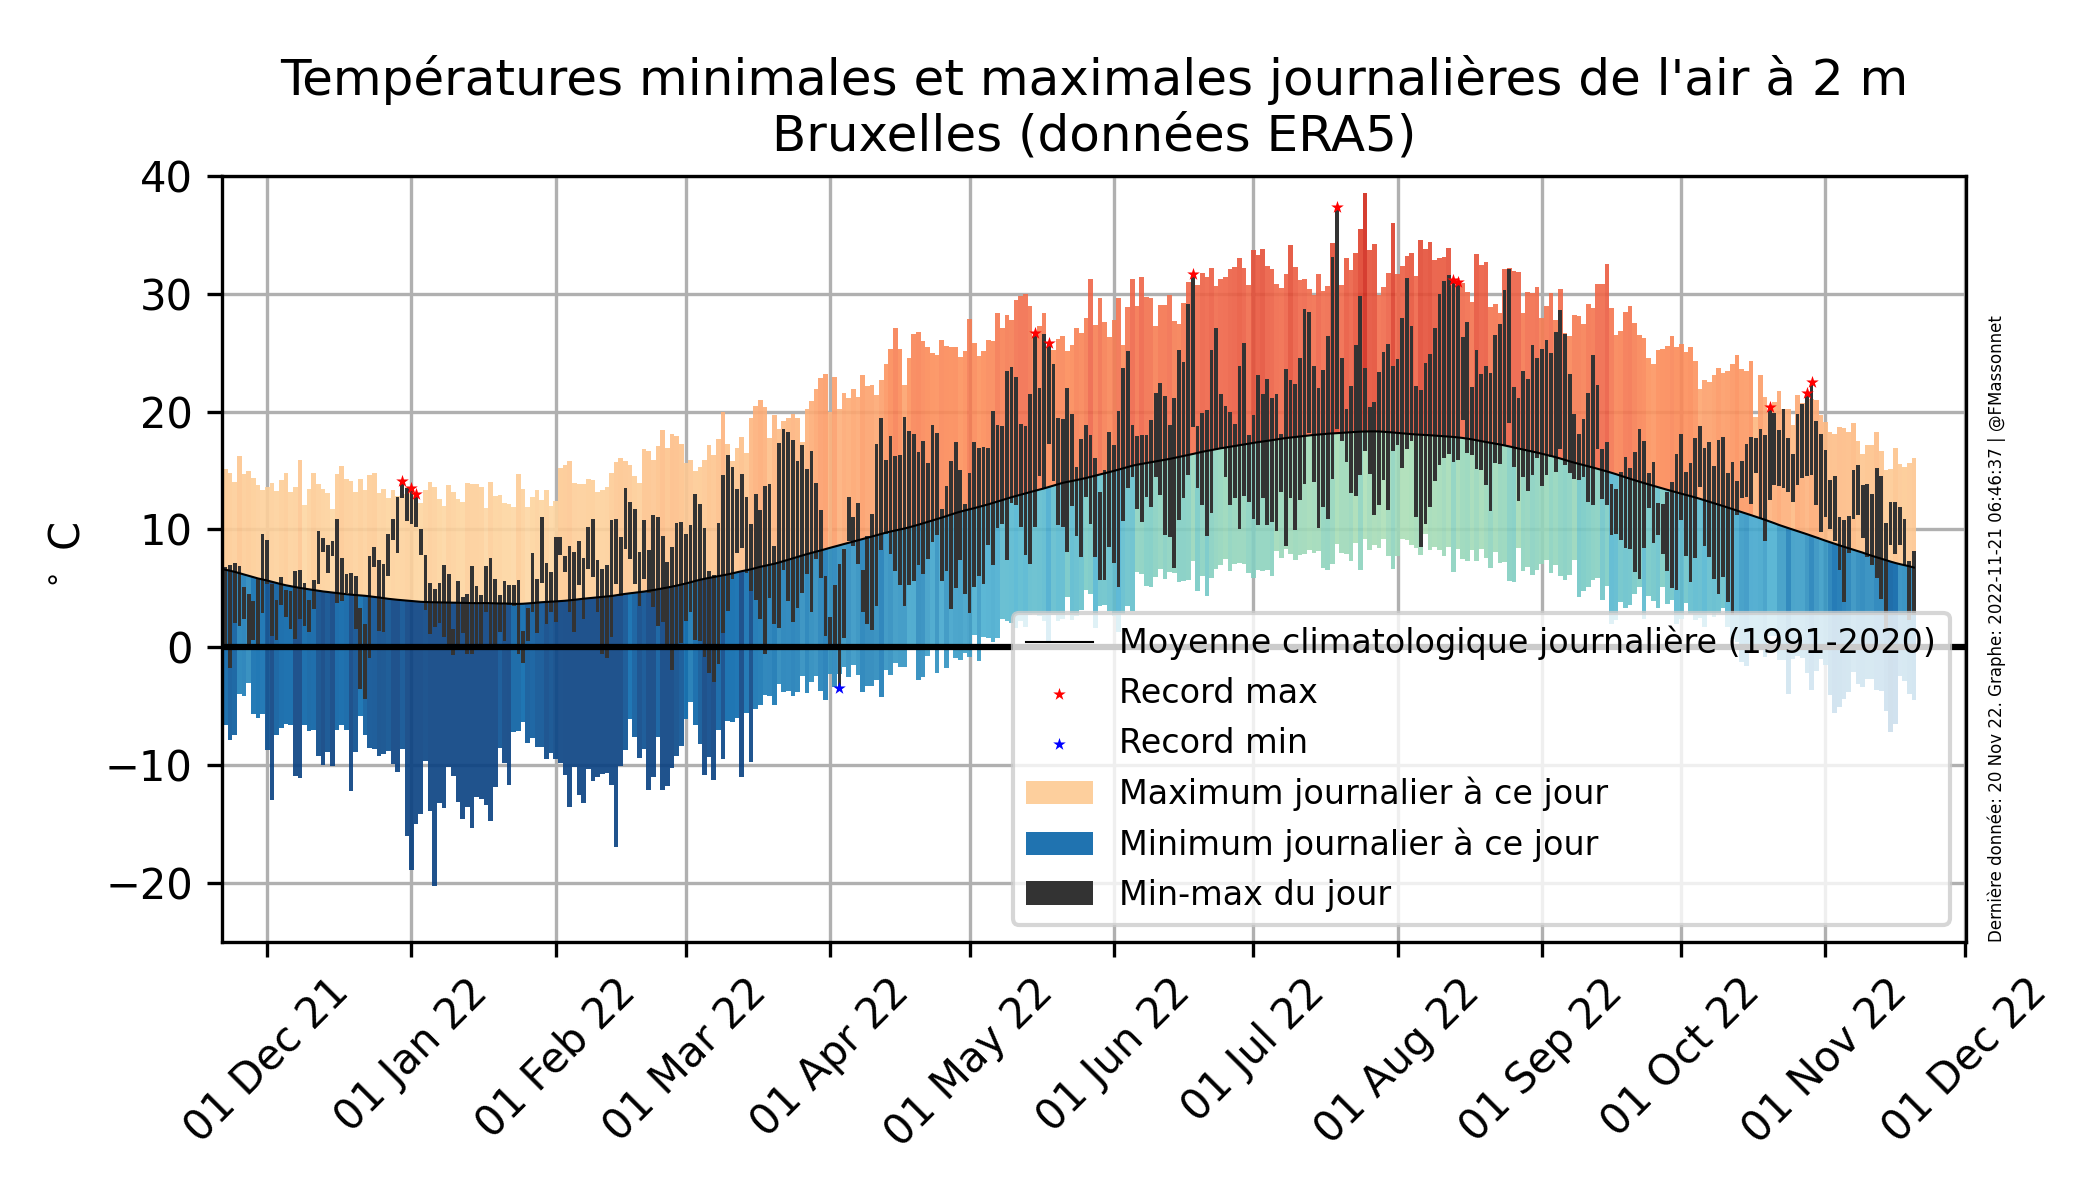 Températures minimales et maximales journalières de l'air à 2 m
Bruxelles (données ERA5)
40
30
20
10
0
−10
−20
° C
Moyenne climatologique journalière (1991-2020)
Record max
Record min
Maximum journalier à ce jour
Minimum journalier à ce jour
Min-max du jour
01 Dec 21
01 Jan 22
01 Feb 22
01 Mar 22
01 Apr 22
01 May 22
01 Jun 22
01 Jul 22
01 Aug 22
01 Sep 22
01 Oct 22
01 Nov 22
01 Dec 22
Dernière donnée: 20 Nov 22. Graphe: 2022-11-21 06:46:37 | @FMassonnet